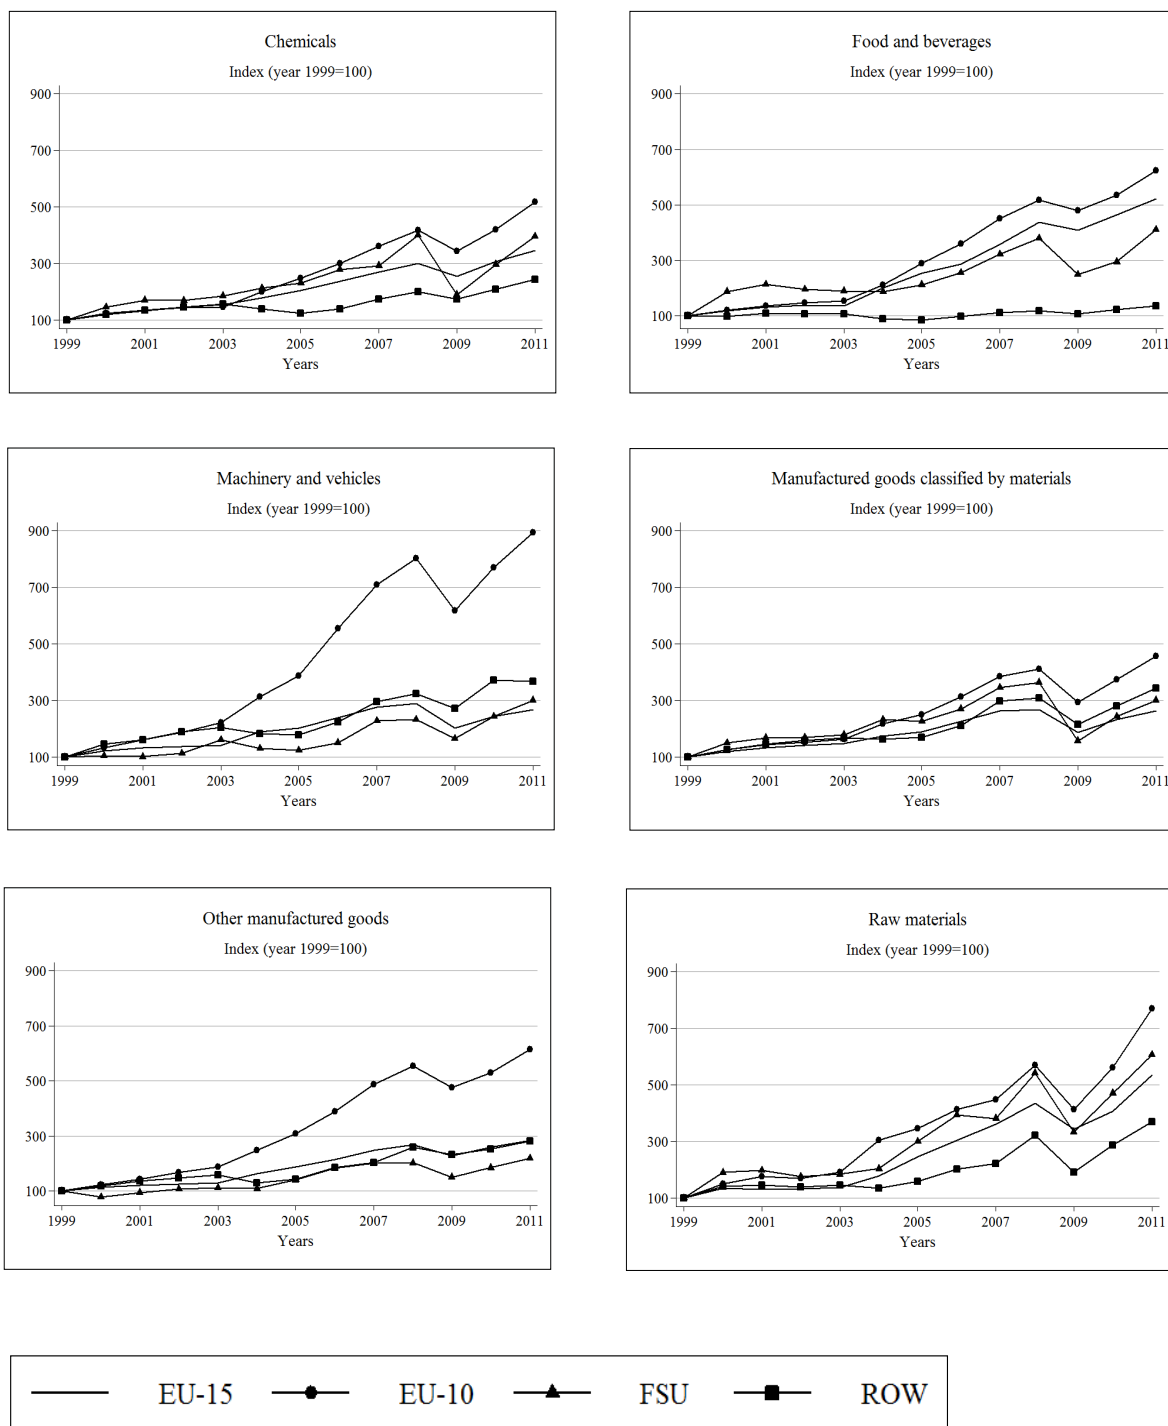 Chemicals
Index (year 1999=100)
900
700
500
300
100
1999 2001 2003 2005 2007 2009 2011
Years
Food and beverages
Index (year 1999=100)
900
700
500
300
100
1999 2001 2003 2005 2007 2009 2011
Years
Machinery and vehicles
Index (year 1999=100)
900
700
500
300
100
1999 2001 2003 2005 2007 2009 2011
Years
Manufactured goods classified by materials
Index (year 1999=100)
900
700
500
300
100
1999 2001 2003 2005 2007 2009 2011
Years
Other manufactured goods
Index (year 1999=100)
900
700
500
300
100
1999 2001 2003 2005 2007 2009 2011
Years
Raw materials
Index (year 1999=100)
900
700
500
300
100
1999 2001 2003 2005 2007 2009 2011
Years
EU-15 EU-10 FSU ROW